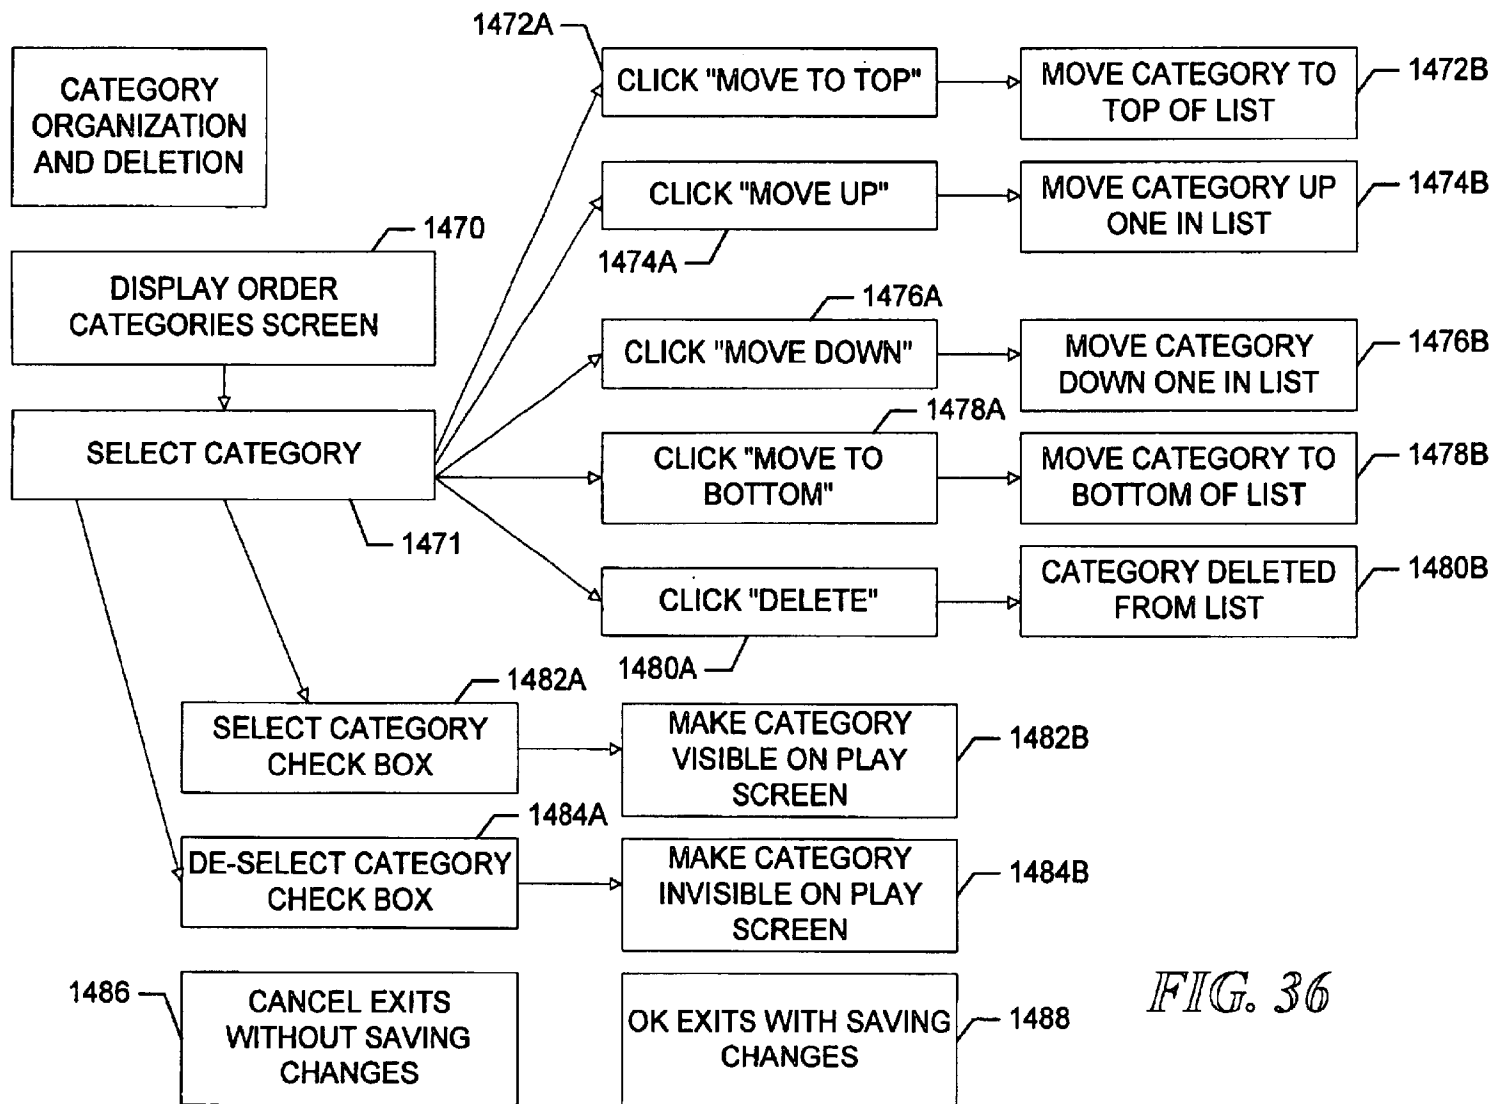 CATEGORY
ORGANIZATION
AND DELETION
1470
DISPLAY ORDER
CATEGORIES SCREEN
SELECT CATEGORY
1471
1472A
CLICK "MOVE TO TOP"
MOVE CATEGORY TO
TOP OF LIST
1472B
CLICK "MOVE UP"
1474A
MOVE CATEGORY UP
ONE IN LIST
1474B
1476A
CLICK "MOVE DOWN"
MOVE CATEGORY
DOWN ONE IN LIST
1476B
1478A
CLICK "MOVE TO
BOTTOM"
MOVE CATEGORY TO
BOTTOM OF LIST
1478B
CLICK "DELETE"
1480A
CATEGORY DELETED
FROM LIST
1480B
1482A
SELECT CATEGORY
CHECK BOX
MAKE CATEGORY
VISIBLE ON PLAY
SCREEN
1482B
1484A
DE-SELECT CATEGORY
CHECK BOX
MAKE CATEGORY
INVISIBLE ON PLAY
SCREEN
1484B
1486
CANCEL EXITS
WITHOUT SAVING
CHANGES
OK EXITS WITH SAVING
CHANGES
1488
FIG. 36